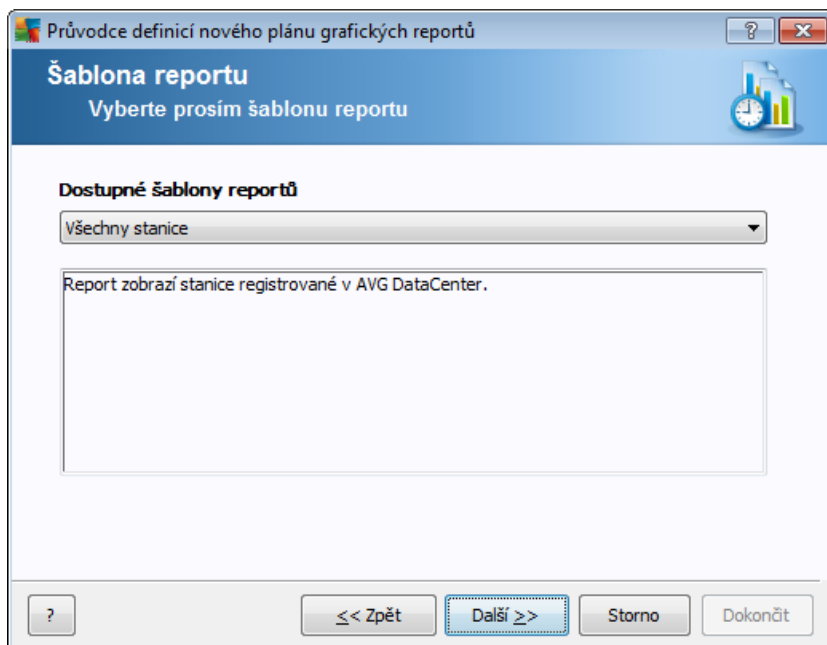 Průvodce definicí nového plánu grafických reportů
?
Šablona reportu
Vyberte prosím šablonu reportu
Dostupné šablony reportů
Všechny stanice
Report zobrazí stanice registrované v AVG DataCenter.
?
<< Zpět
Další >>
Storno
Dokončit